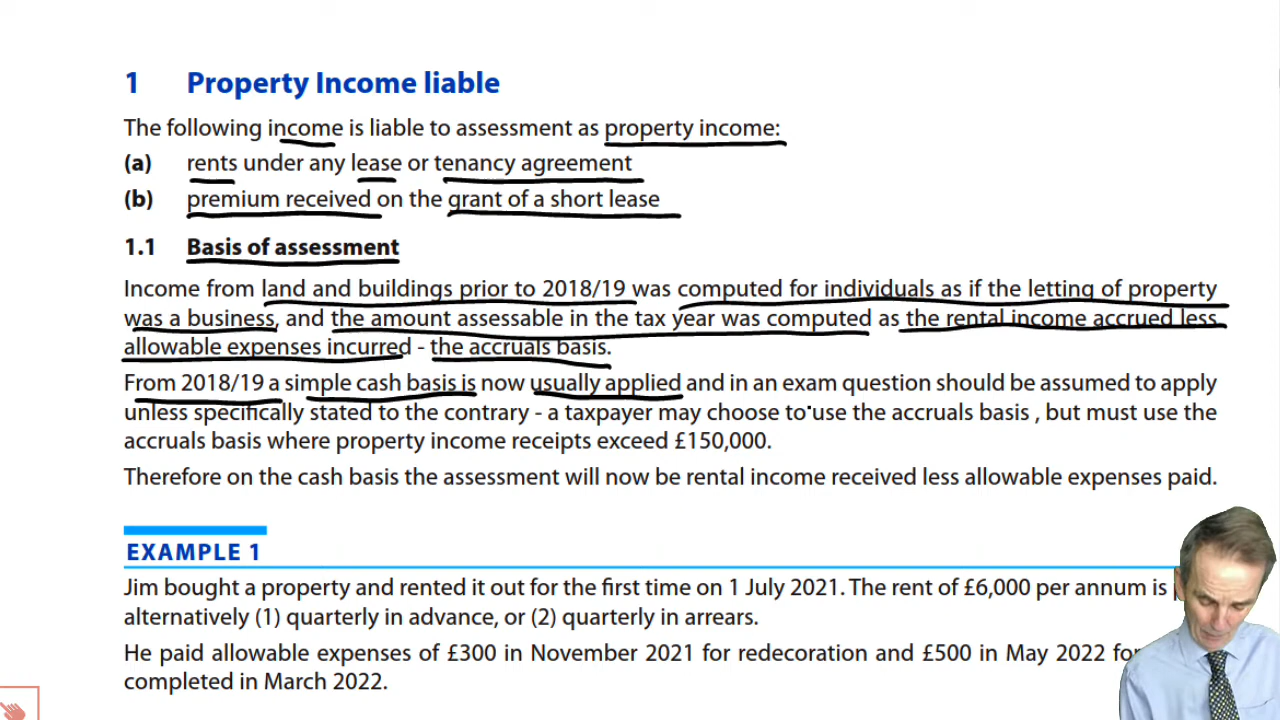 1 Property Income liable
The following income is liable to assessment as property income:
(a) rents under any lease or tenancy agreement
(b) premium received on the grant of a short lease
1.1 Basis of assessment
Income from land and buildings prior to 2018/19 was computed for individuals as if the letting of property
was a business, and the amount assessable in the tax year was computed as the rental income accrued less
allowable expenses incurred - the accruals basis.
From 2018/19 a simple cash basis is now usually applied and in an exam question should be assumed to apply
unless specifically stated to the contrary - a taxpayer may choose to use the accruals basis , but must use the
accruals basis where property income receipts exceed £150,000.
Therefore on the cash basis the assessment will now be rental income received less allowable expenses paid.
EXAMPLE 1
Jim bought a property and rented it out for the first time on 1 July 2021. The rent of £6,000 per annum is
alternatively (1) quarterly in advance, or (2) quarterly in arrears.
He paid allowable expenses of £300 in November 2021 for redecoration and £500 in May 2022
completed in March 2022.